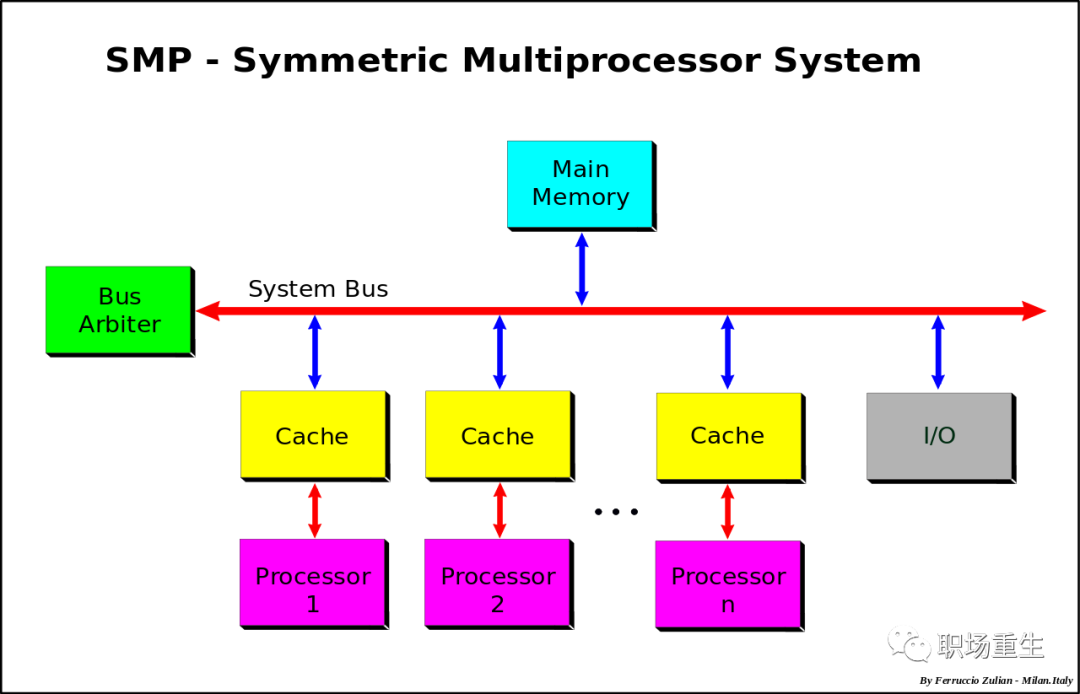 SMP - Symmetric Multiprocessor System
Main
Memory
Bus
Arbiter
System Bus
Cache
Cache
Cache
I/O
...
Processor
1
Processor
2
Processor
n
职场重生
By Ferruccio Zulian - Milan.Italy